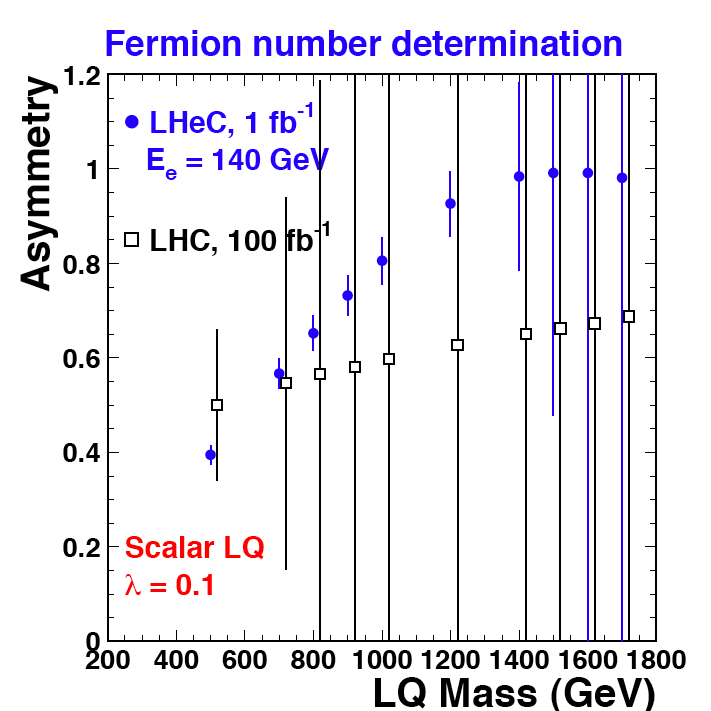 Fermion number determination
Asymmetry
1.2
1
0.8
0.6
0.4
0.2
0
LHeC, 1 fb-1
Ee = 140 GeV
LHC, 100 fb-1
Scalar LQ
λ = 0.1
200 400 600 800 1000 1200 1400 1600 1800
LQ Mass (GeV)